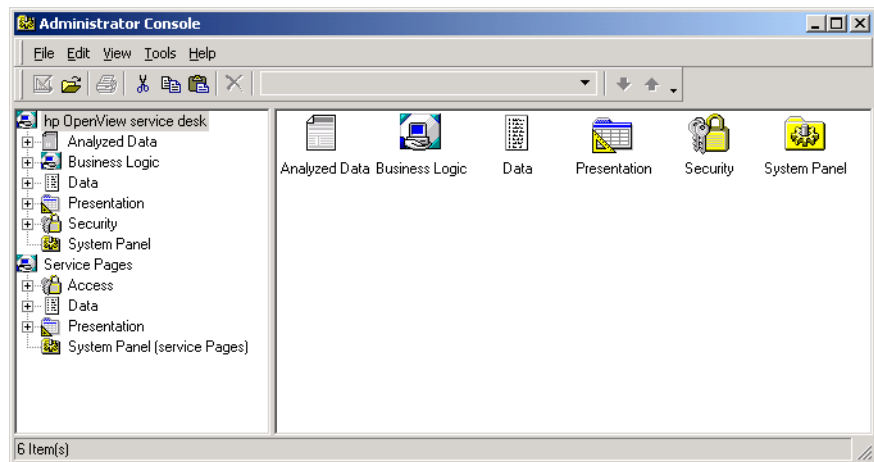 Administrator Console
File Edit View Tools Help
hp OpenView service desk
Analyzed Data
Business Logic
Data
Presentation
Security
System Panel
Service Pages
Access
Data
Presentation
System Panel (service Pages)
Analyzed Data Business Logic Data Presentation Security System Panel
6 Item(s)